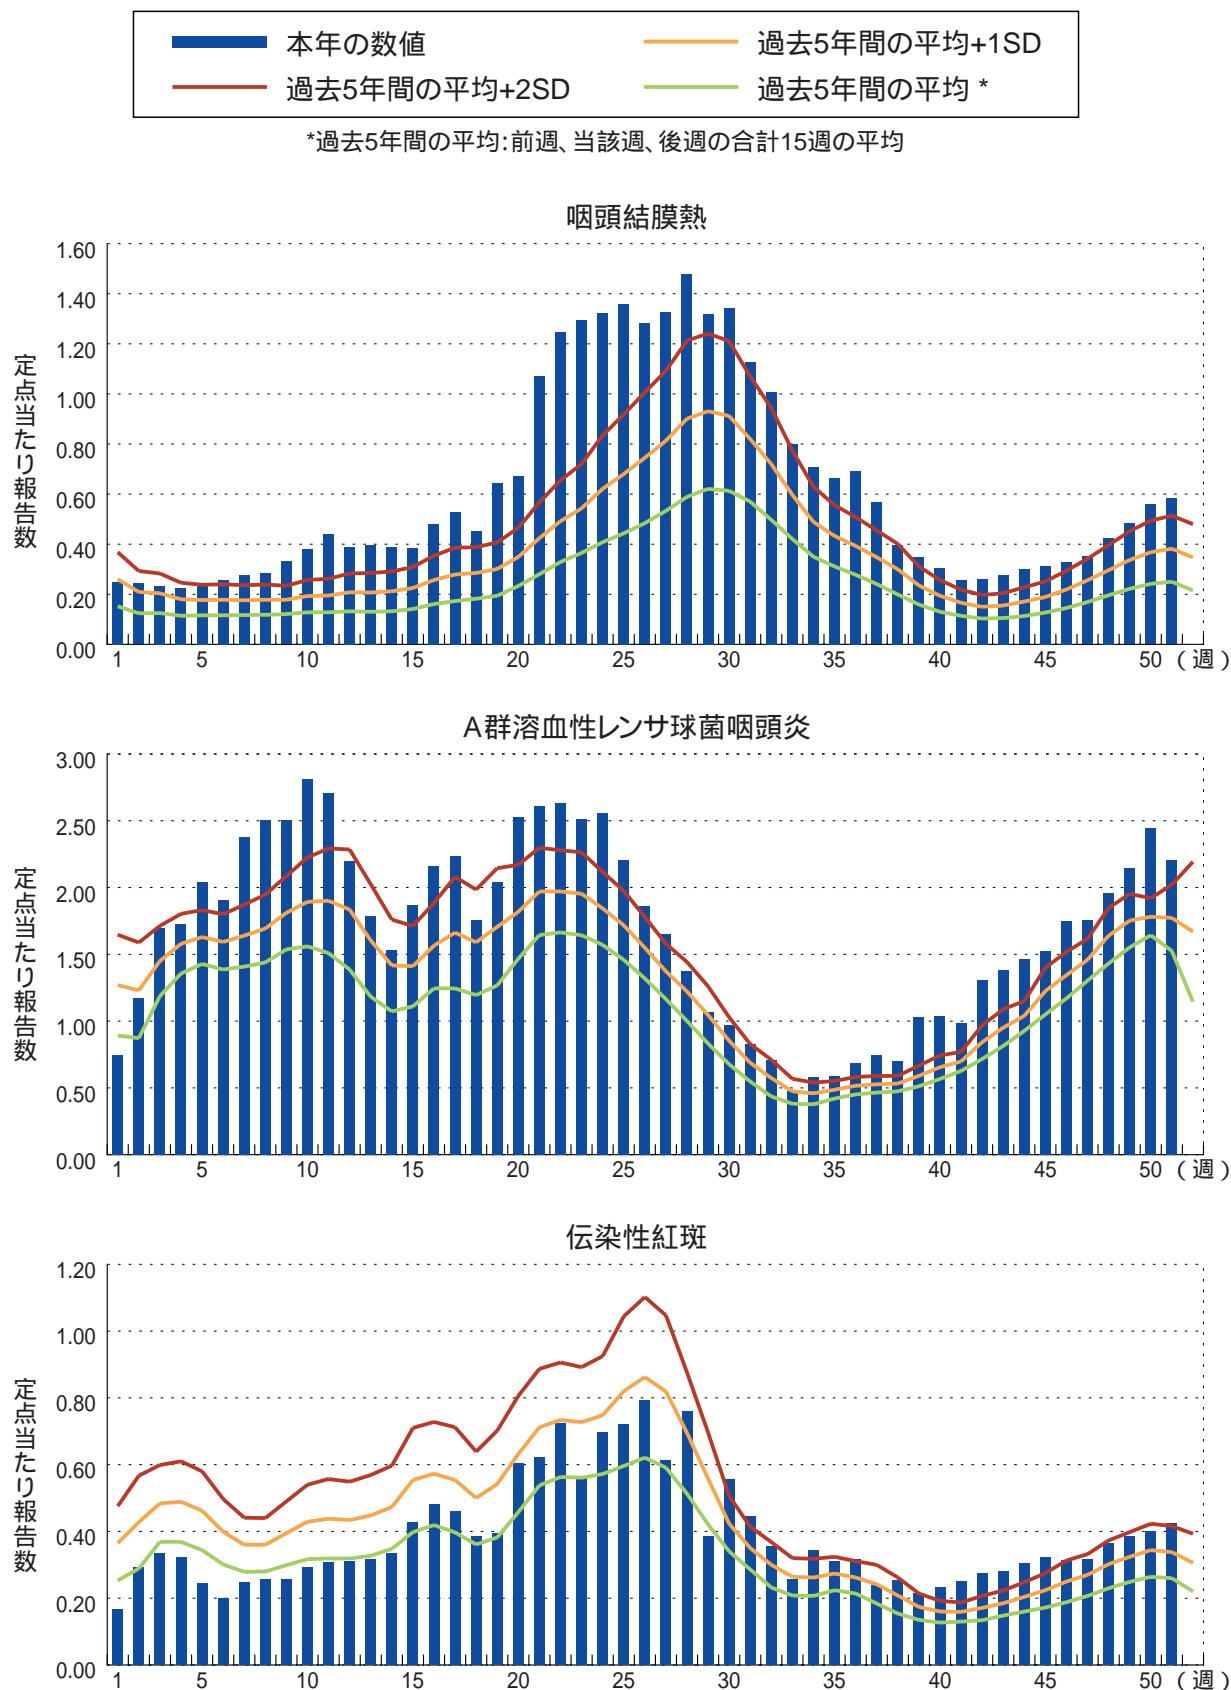 本年の数値
過去5年間の平均+1SD
過去5年間の平均+2SD
過去5年間の平均 *
*過去5年間の平均:前週、当該週、後週の合計15週の平均
咽頭結膜熱
定点当たり報告数
1.60
1.40
1.20
1.00
0.80
0.60
0.40
0.20
0.00
1 5 10 15 20 25 30 35 40 45 50 (週)
A群溶血性レンサ球菌咽頭炎
定点当たり報告数
3.00
2.50
2.00
1.50
1.00
0.50
0.00
1 5 10 15 20 25 30 35 40 45 50 (週)
伝染性紅斑
定点当たり報告数
1.20
1.00
0.80
0.60
0.40
0.20
0.00
1 5 10 15 20 25 30 35 40 45 50 (週)